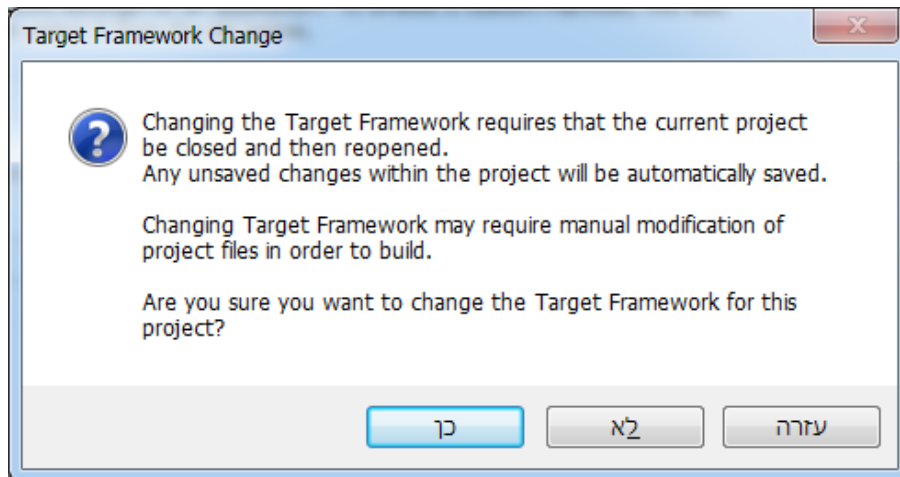 Target Framework Change
Changing the Target Framework requires that the current project
be closed and then reopened.
Any unsaved changes within the project will be automatically saved.
Changing Target Framework may require manual modification of
project files in order to build.
Are you sure you want to change the Target Framework for this
project?
כן
לא
עזרה